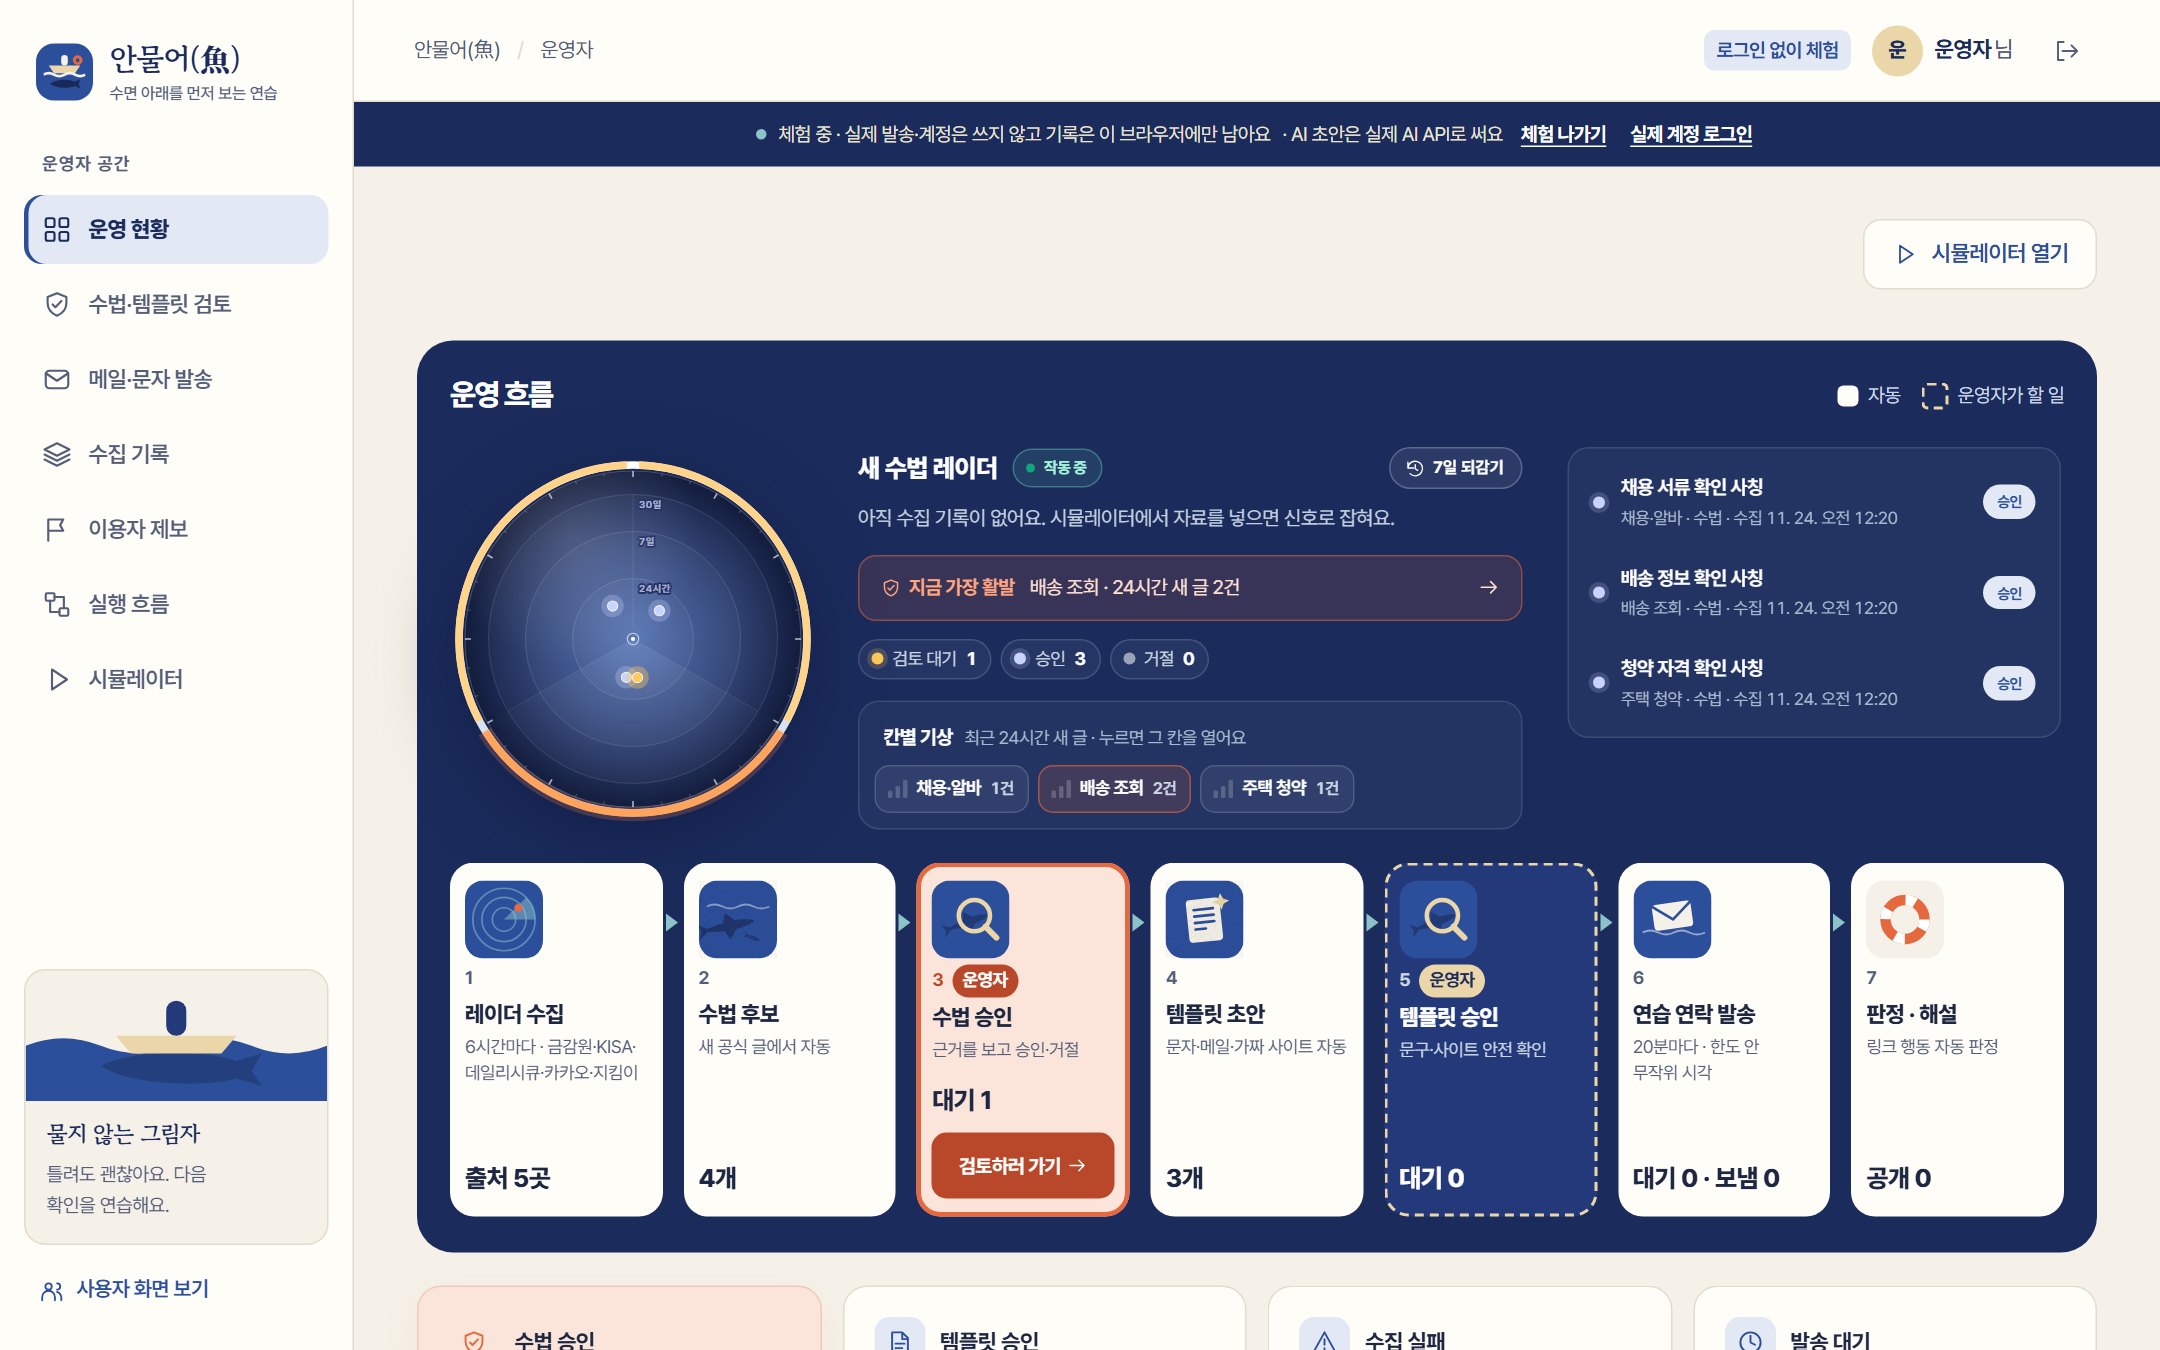 안물어(魚)
수면 아래를 먼저 보는 연습
운영자 공간
운영 현황
수법·템플릿 검토
메일·문자 발송
수집 기록
이용자 제보
실행 흐름
시뮬레이터
물지 않는 그림자
틀려도 괜찮아요. 다음
확인을 연습해요.
사용자 화면 보기
안물어(魚) / 운영자
로그인 없이 체험
운
운영자님
체험 중 · 실제 발송·계정은 쓰지 않고 기록은 이 브라우저에만 남아요 · AI 초안은 실제 AI API로 써요 체험 나가기 실제 계정 로그인
시뮬레이터 열기
운영 흐름
자동
운영자가 할 일
30일
7일
24시간
새 수법 레이더
작동 중
7일 되감기
아직 수집 기록이 없어요. 시뮬레이터에서 자료를 넣으면 신호로 잡혀요.
지금 가장 활발 배송 조회 · 24시간 새 글 2건
검토 대기 1
승인 3
거절 0
칸별 기상 최근 24시간 새 글 · 누르면 그 칸을 열어요
채용·알바 1건
배송 조회 2건
주택 청약 1건
채용 서류 확인 사칭
채용·알바 · 수법 · 수집 11. 24. 오전 12:20
승인
배송 정보 확인 사칭
배송 조회 · 수법 · 수집 11. 24. 오전 12:20
승인
청약 자격 확인 사칭
주택 청약 · 수법 · 수집 11. 24. 오전 12:20
승인
1
레이더 수집
6시간마다 · 금감원·KISA·
데일리시큐·카카오·지킴이
출처 5곳
2
수법 후보
새 공식 글에서 자동
4개
3 운영자
수법 승인
근거를 보고 승인·거절
대기 1
검토하러 가기
4
템플릿 초안
문자·메일·가짜 사이트 자동
3개
5 운영자
템플릿 승인
문구·사이트 안전 확인
대기 0
6
연습 연락 발송
20분마다 · 한도 안
무작위 시각
대기 0 · 보냄 0
7
판정 · 해설
링크 행동 자동 판정
공개 0
수법 승인
템플릿 승인
수집 실패
발송 대기